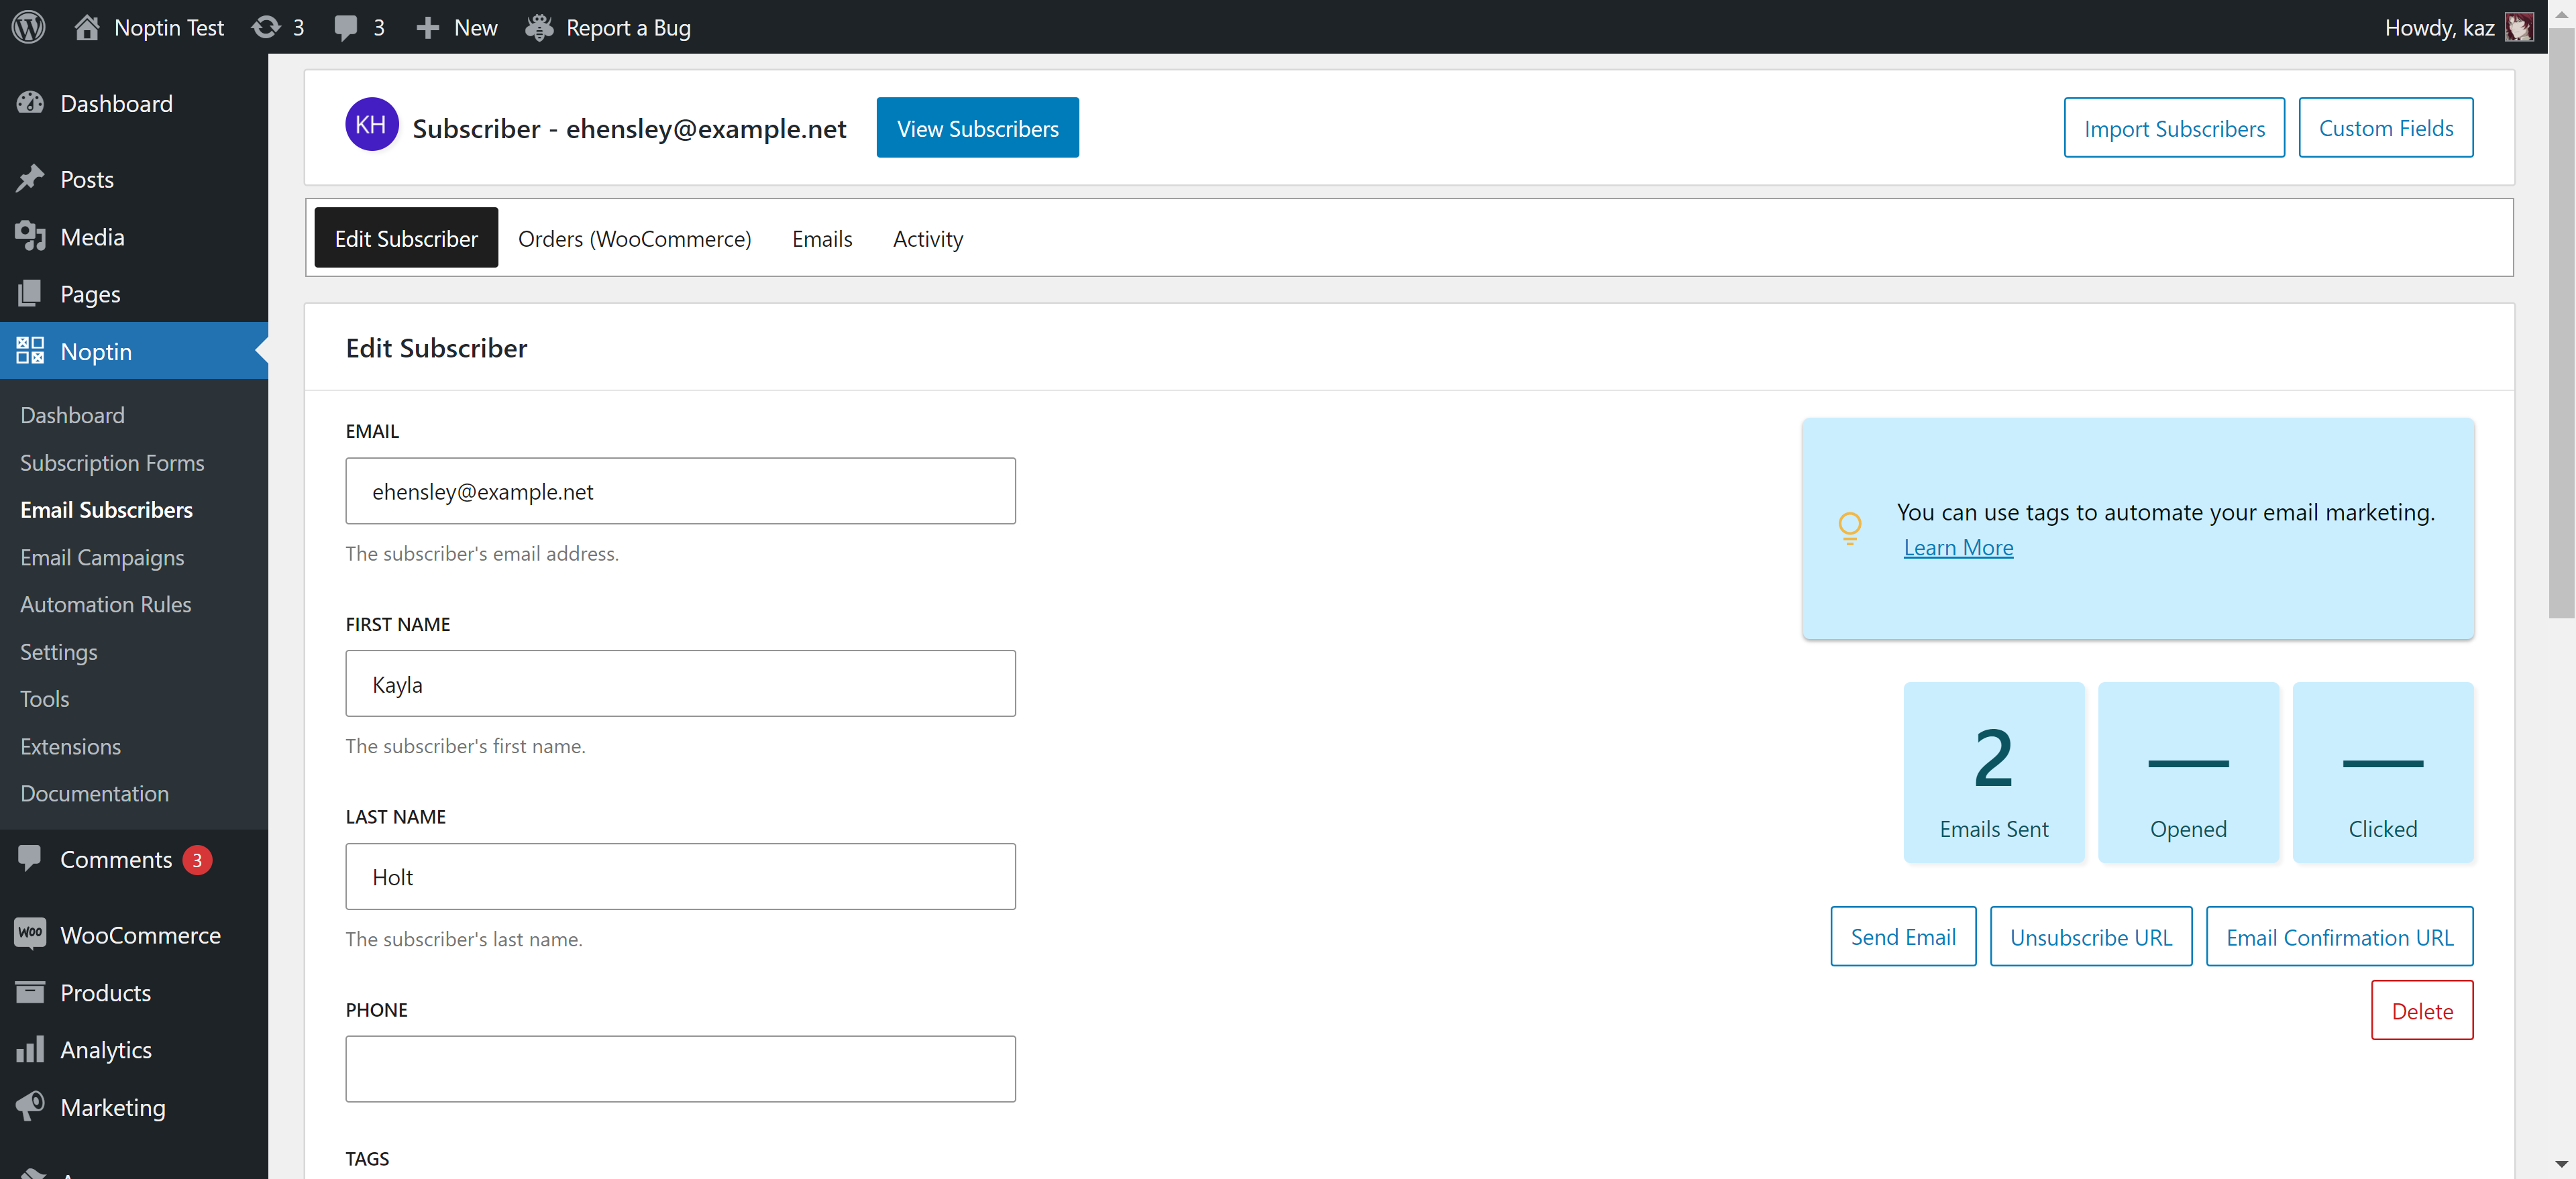 Noptin Test 3 3 New Report a Bug Howdy, kaz
Dashboard
Posts
Media
Pages
Noptin
Dashboard
Subscription Forms
Email Subscribers
Email Campaigns
Automation Rules
Settings
Tools
Extensions
Documentation
Comments 3
Woo WooCommerce
Products
Analytics
Marketing
KH Subscriber - ehensley@example.net View Subscribers Import Subscribers Custom Fields
Edit Subscriber Orders (WooCommerce) Emails Activity
Edit Subscriber
EMAIL
ehensley@example.net
The subscriber's email address.
FIRST NAME
Kayla
The subscriber's first name.
LAST NAME
Holt
The subscriber's last name.
PHONE
TAGS
You can use tags to automate your email marketing.
Learn More
2 — —
Emails Sent Opened Clicked
Send Email Unsubscribe URL Email Confirmation URL
Delete